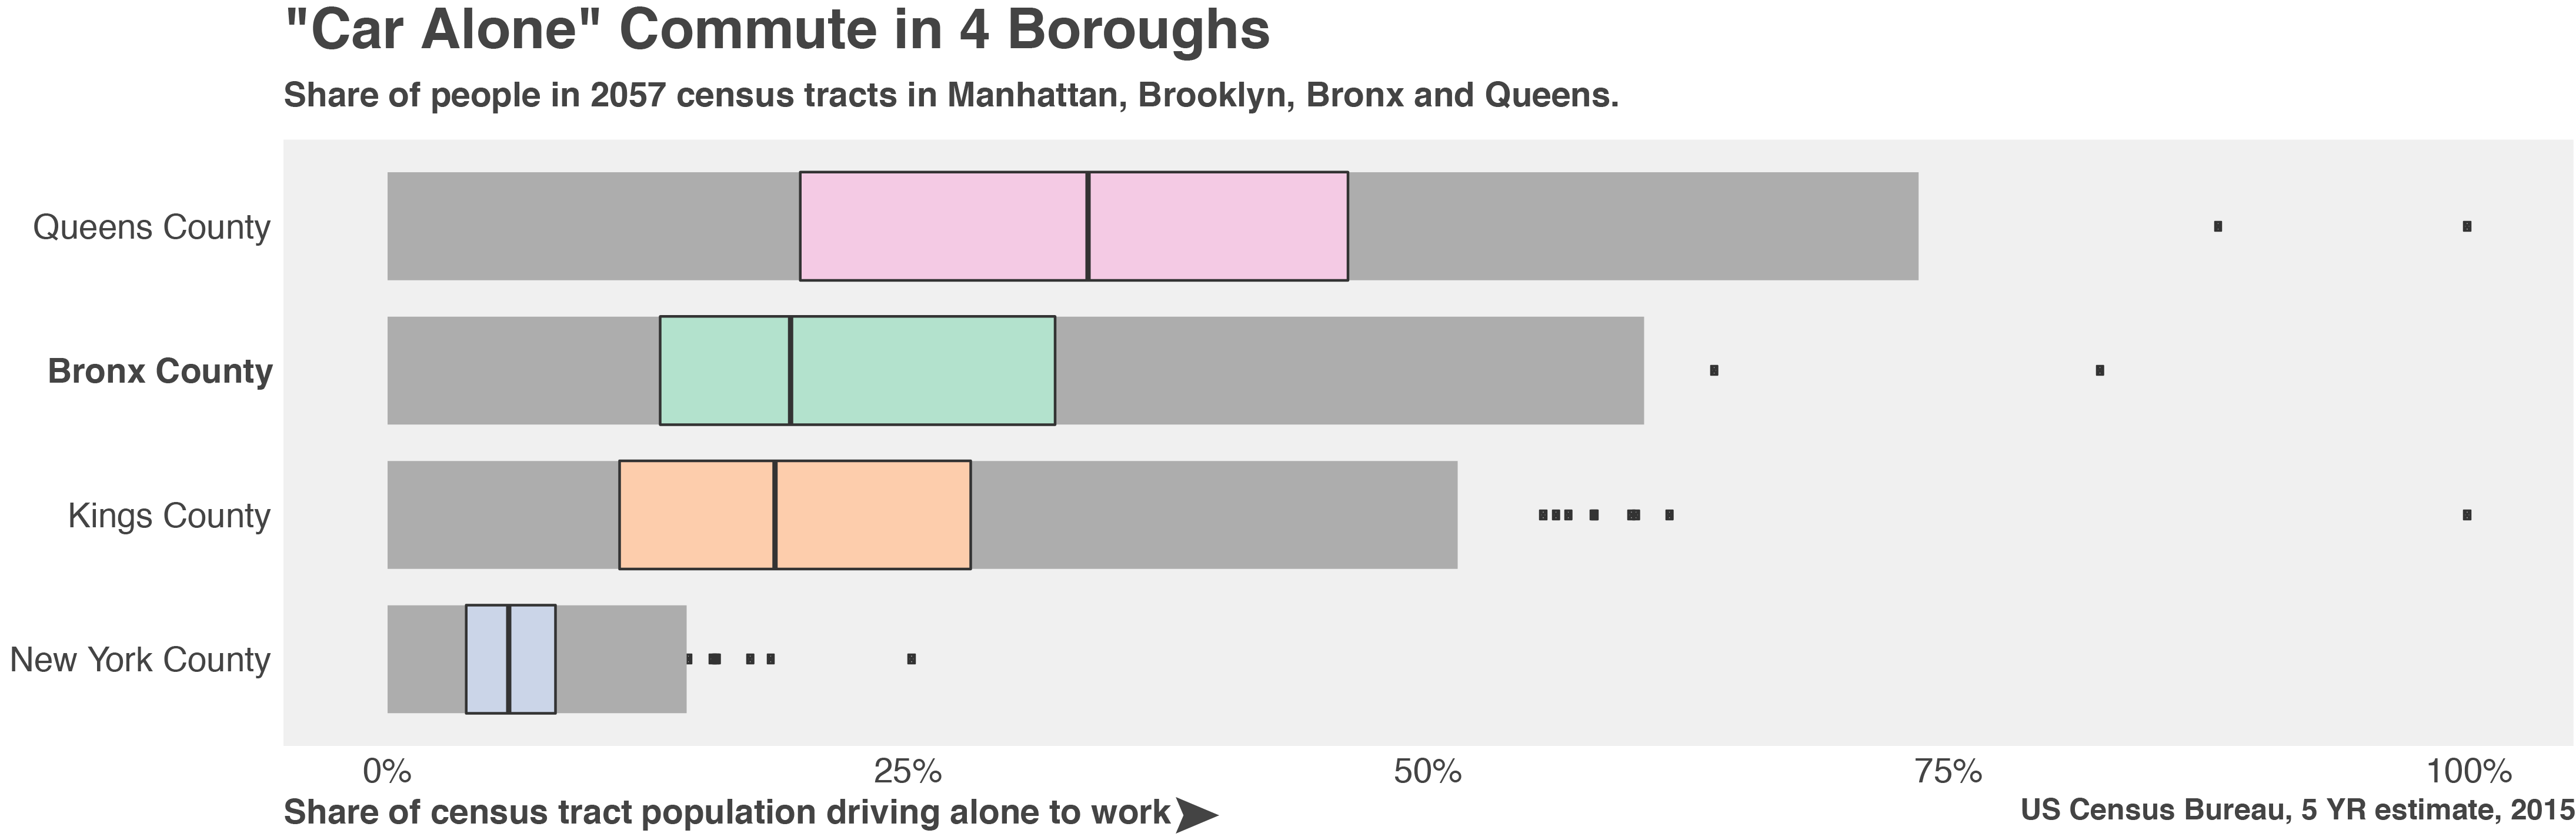 "Car Alone" Commute in 4 Boroughs
Share of people in 2057 census tracts in Manhattan, Brooklyn, Bronx and Queens.
Queens County
Bronx County
Kings County
New York County
0% 25% 50% 75% 100%
Share of census tract population driving alone to work
US Census Bureau, 5 YR estimate, 2015